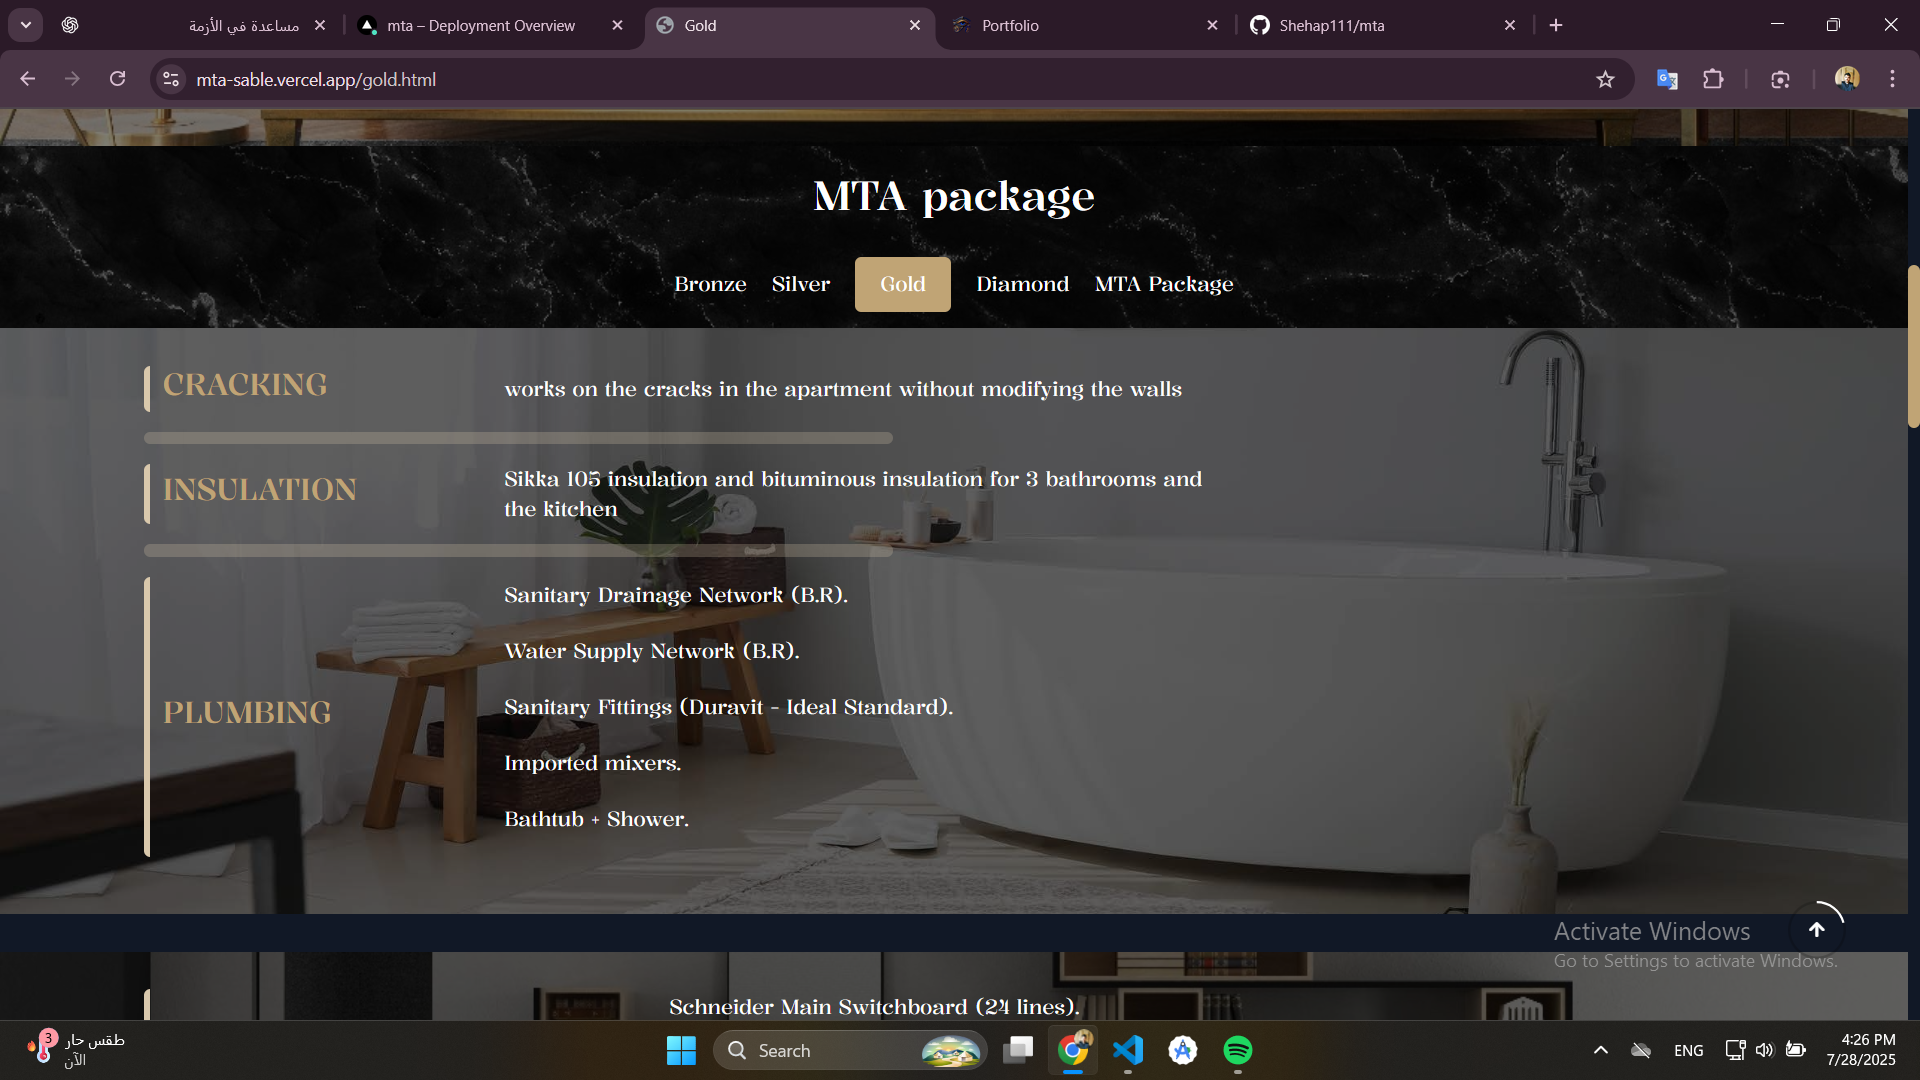 مساعدة في الأزمة
mta – Deployment Overview
Gold
Portfolio
Shehap111/mta
mta-sable.vercel.app/gold.html
MTA package
Bronze
Silver
Gold
Diamond
MTA Package
CRACKING
works on the cracks in the apartment without modifying the walls
INSULATION
Sikka 105 insulation and bituminous insulation for 3 bathrooms and
the kitchen
PLUMBING
Sanitary Drainage Network (B.R).
Water Supply Network (B.R).
Sanitary Fittings (Duravit - Ideal Standard).
Imported mixers.
Bathtub + Shower.
Schneider Main Switchboard (24 lines).
Activate Windows
Go to Settings to activate Windows.
3
طقس حار
الآن
Search
ENG
4:26 PM
7/28/2025